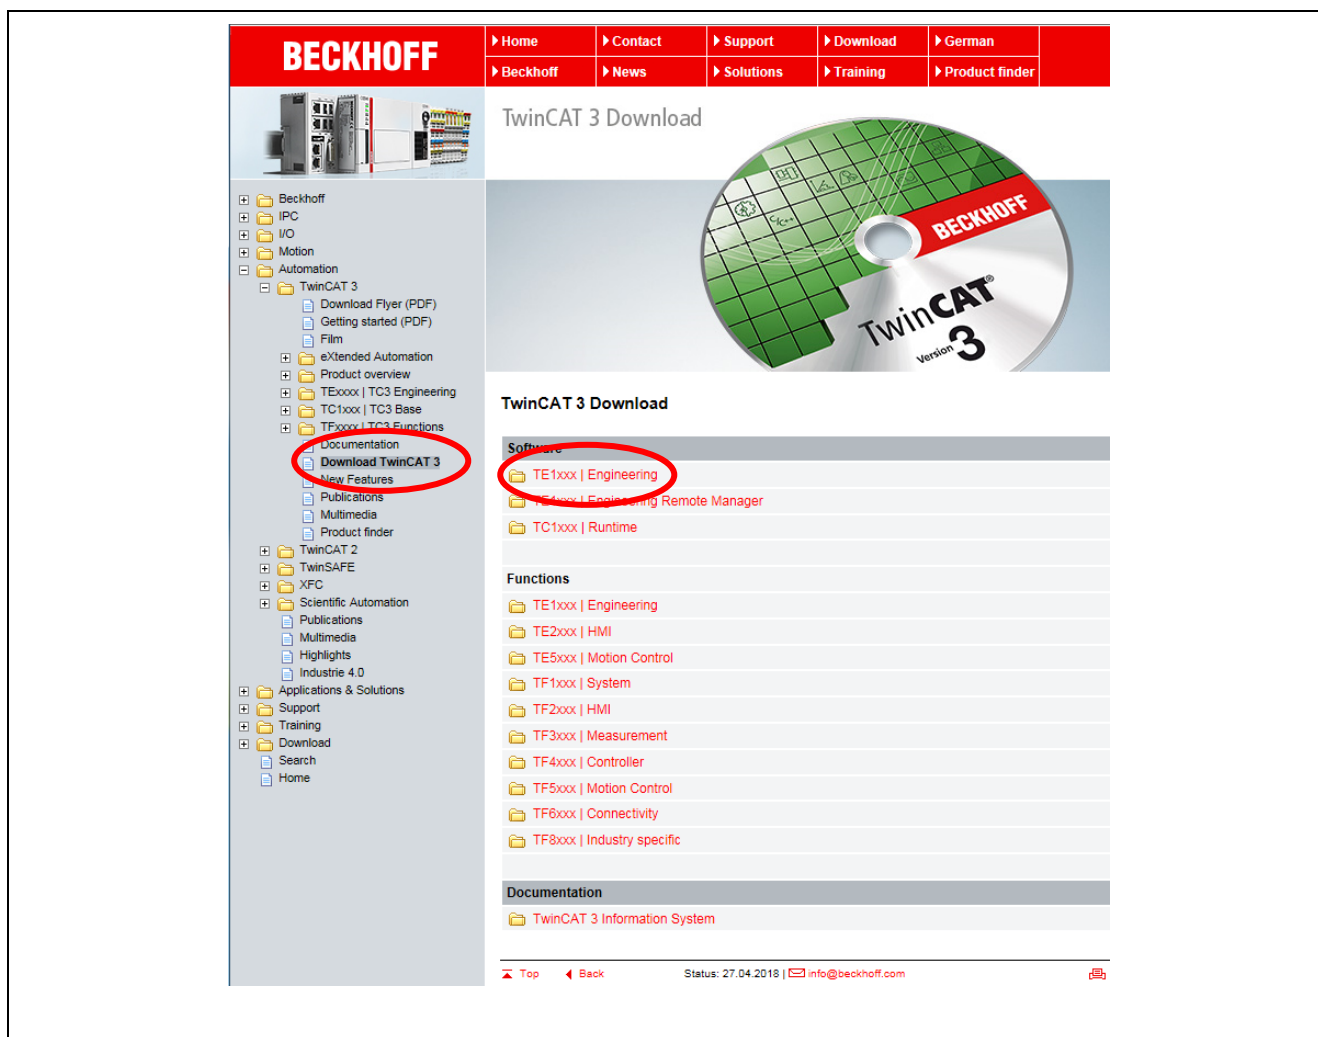 BECKHOFF
Home Contact Support Download German
Beckhoff News Solutions Training Product finder
TwinCAT 3 Download
C/C++
BECKHOFF
TwinCAT®
Version 3
Beckhoff
IPC
I/O
Motion
Automation
TwinCAT 3
Download Flyer (PDF)
Getting started (PDF)
Film
eXtended Automation
Product overview
TExxxx | TC3 Engineering
TC1xxx | TC3 Base
TFxxxx | TC3 Functions
Documentation
Download TwinCAT 3
New Features
Publications
Multimedia
Product finder
TwinCAT 2
TwinSAFE
XFC
Scientific Automation
Publications
Multimedia
Highlights
Industrie 4.0
Applications & Solutions
Support
Training
Download
Search
Home
TwinCAT 3 Download
Software
TE1xxx | Engineering
TE1xxx | Engineering Remote Manager
TC1xxx | Runtime
Functions
TE1xxx | Engineering
TE2xxx | HMI
TE5xxx | Motion Control
TF1xxx | System
TF2xxx | HMI
TF3xxx | Measurement
TF4xxx | Controller
TF5xxx | Motion Control
TF6xxx | Connectivity
TF8xxx | Industry specific
Documentation
TwinCAT 3 Information System
Top Back Status: 27.04.2018 | info@beckhoff.com